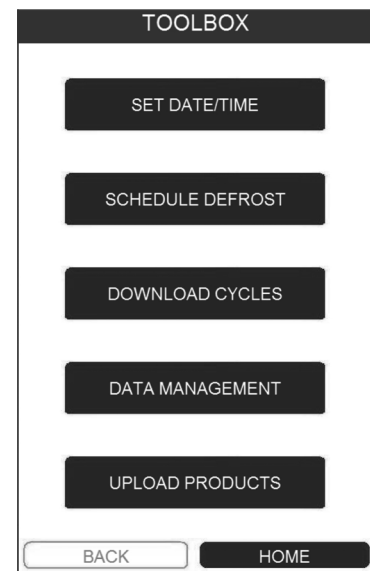 TOOLBOX
SET DATE/TIME
SCHEDULE DEFROST
DOWNLOAD CYCLES
DATA MANAGEMENT
UPLOAD PRODUCTS
BACK HOME